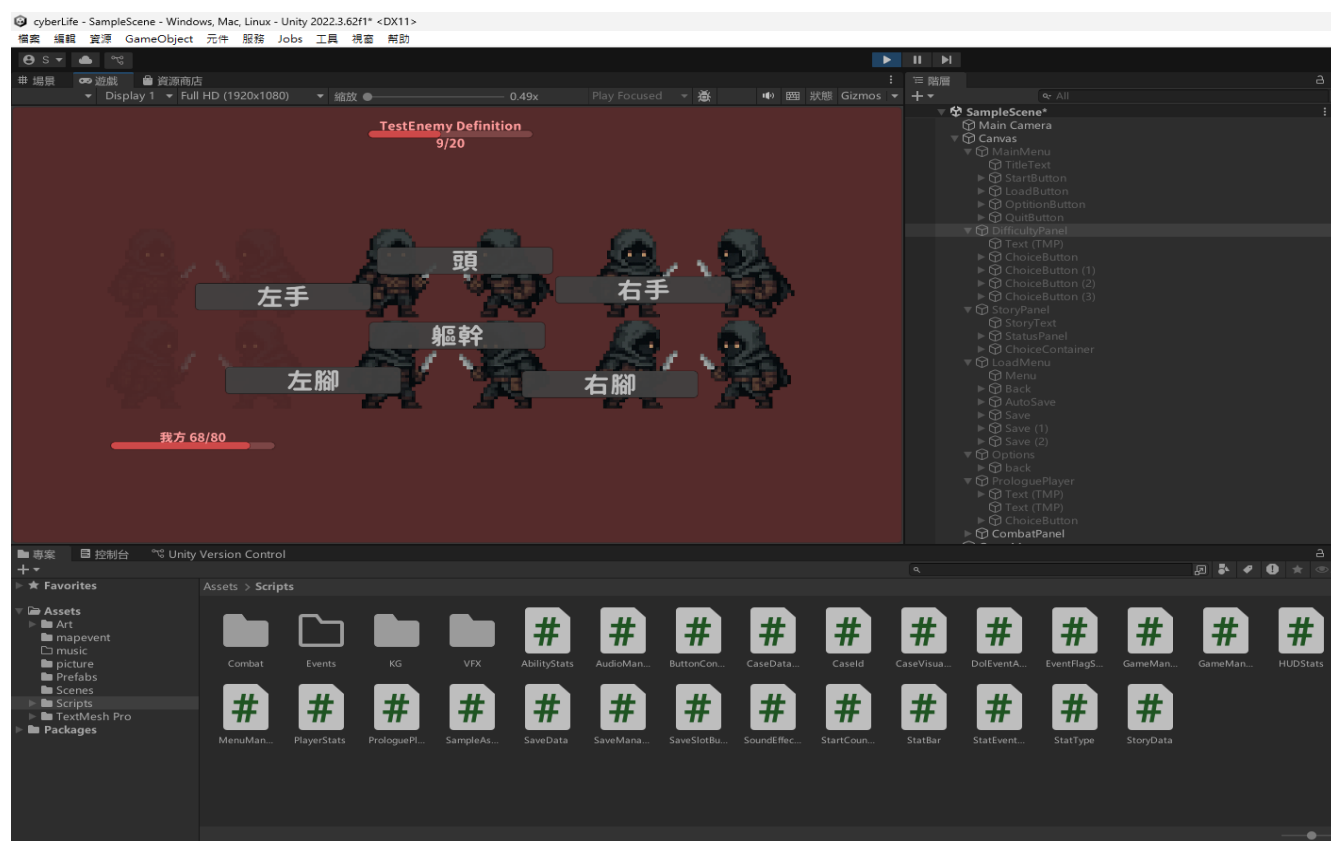 cyberLife - SampleScene - Windows, Mac, Linux - Unity 2022.3.62f1* <DX11>
檔案 編輯 資源 GameObject 元件 服務 Jobs 工具 視窗 幫助
S
場景 遊戲 資源商店
Display 1 Full HD (1920x1080) 縮放 0.49x Play Focused 狀態 Gizmos
TestEnemy Definition
9/20
頭
左手 右手
軀幹
左腳 右腳
我方 68/80
階層
All
SampleScene*
Main Camera
Canvas
MainMenu
TitleText
StartButton
LoadButton
OptitionButton
QuitButton
DifficultyPanel
Text (TMP)
ChoiceButton
ChoiceButton (1)
ChoiceButton (2)
ChoiceButton (3)
StoryPanel
StoryText
StatusPanel
ChoiceContainer
LoadMenu
Menu
Back
AutoSave
Save
Save (1)
Save (2)
Options
back
ProloguePlayer
Text (TMP)
Text (TMP)
ChoiceButton
CombatPanel
專案 控制台 Unity Version Control
Favorites
Assets
Art
mapevent
music
picture
Prefabs
Scenes
Scripts
TextMesh Pro
Packages
Assets > Scripts
Combat Events KG VFX AbilityStats AudioMan... ButtonCon... CaseData... CaseId CaseVisua... DolEventA... EventFlagS... GameMan... GameMan... HUDStats
MenuMan... PlayerStats ProloguePl... SampleAs... SaveData SaveMana... SaveSlotBu... SoundEffec... StartCoun... StatBar StatEvent... StatType StoryData